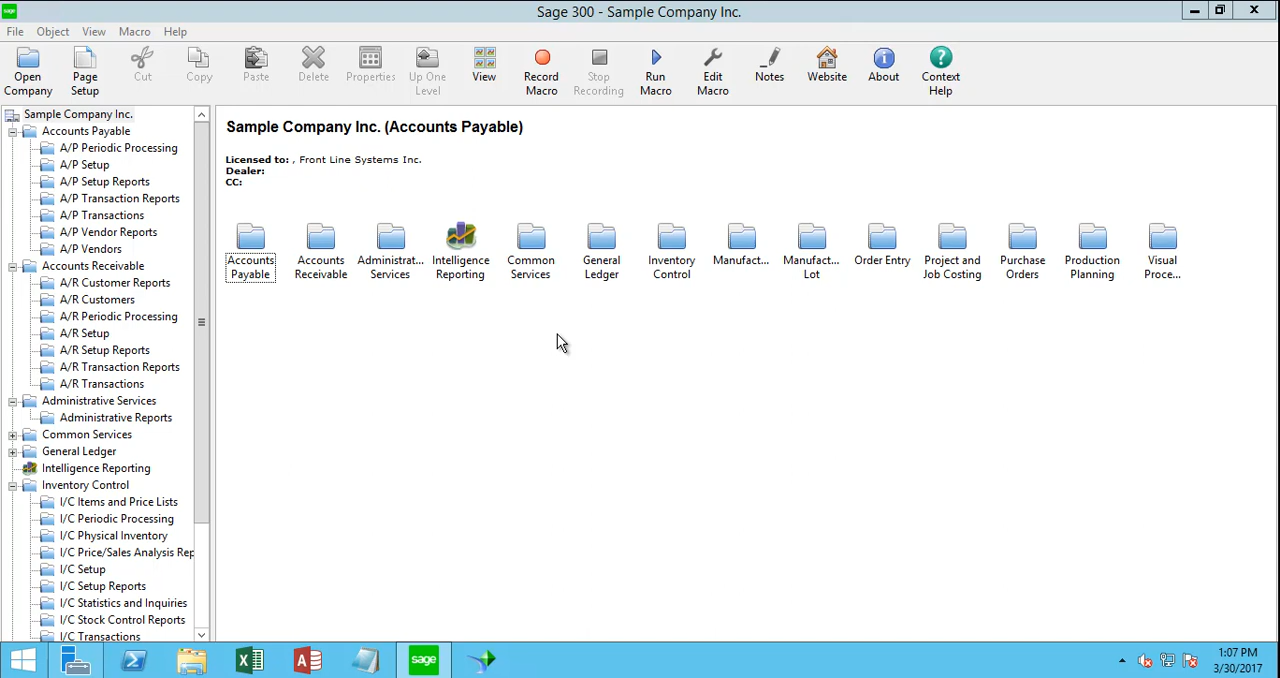 sage
Sage 300 - Sample Company Inc.
File Object View Macro Help
Open Company
Page Setup
Cut
Copy
Paste
Delete
Properties
Up One Level
View
Record Macro
Stop Recording
Run Macro
Edit Macro
Notes
Website
About
Context Help
Sample Company Inc.
Accounts Payable
A/P Periodic Processing
A/P Setup
A/P Setup Reports
A/P Transaction Reports
A/P Transactions
A/P Vendor Reports
A/P Vendors
Accounts Receivable
A/R Customer Reports
A/R Customers
A/R Periodic Processing
A/R Setup
A/R Setup Reports
A/R Transaction Reports
A/R Transactions
Administrative Services
Administrative Reports
Common Services
General Ledger
Intelligence Reporting
Inventory Control
I/C Items and Price Lists
I/C Periodic Processing
I/C Physical Inventory
I/C Price/Sales Analysis Rep
I/C Setup
I/C Setup Reports
I/C Statistics and Inquiries
I/C Stock Control Reports
I/C Transactions
Sample Company Inc. (Accounts Payable)
Licensed to: , Front Line Systems Inc.
Dealer:
CC:
Accounts Payable
Accounts Receivable
Administrat... Services
Intelligence Reporting
Common Services
General Ledger
Inventory Control
Manufact...
Manufact... Lot
Order Entry
Project and Job Costing
Purchase Orders
Production Planning
Visual Proce...
sage
1:07 PM
3/30/2017